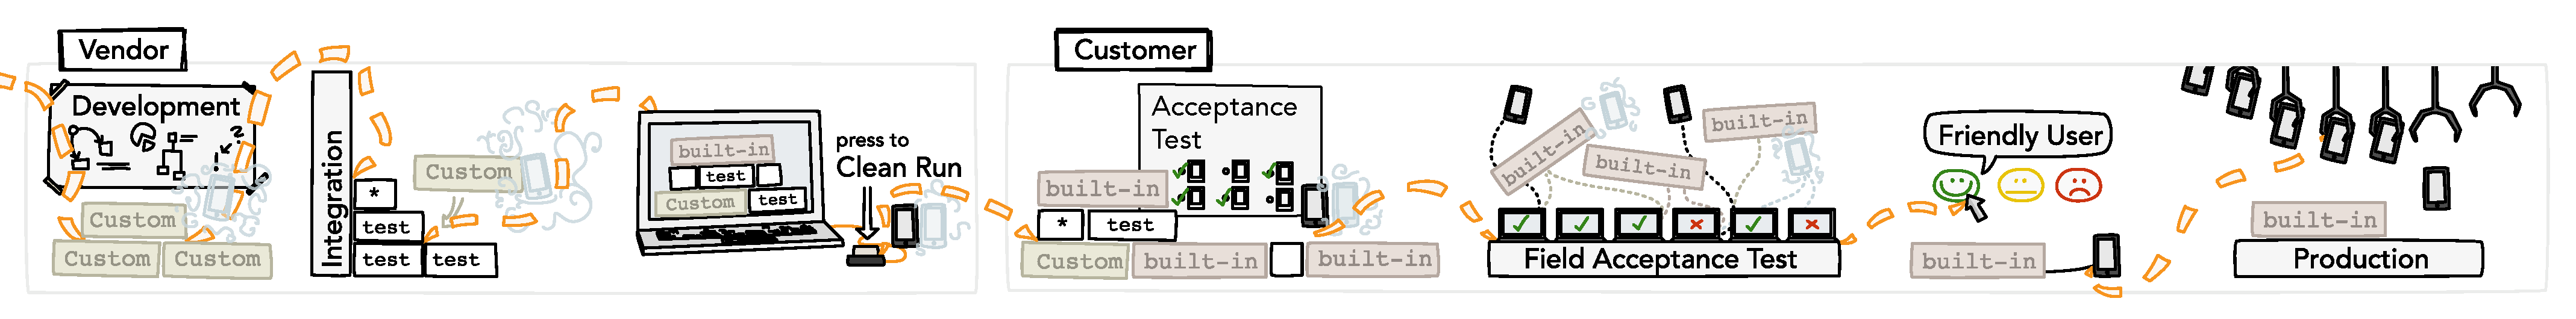 Vendor
Development
?
!
Custom
Custom
Custom
Integration
*
test
test
test
Custom
built-in
test
Custom
test
press to
Clean Run
Customer
Acceptance
Test
built-in
*
test
Custom
built-in
built-in
built-in
built-in
built-in
Field Acceptance Test
Friendly User
built-in
built-in
Production